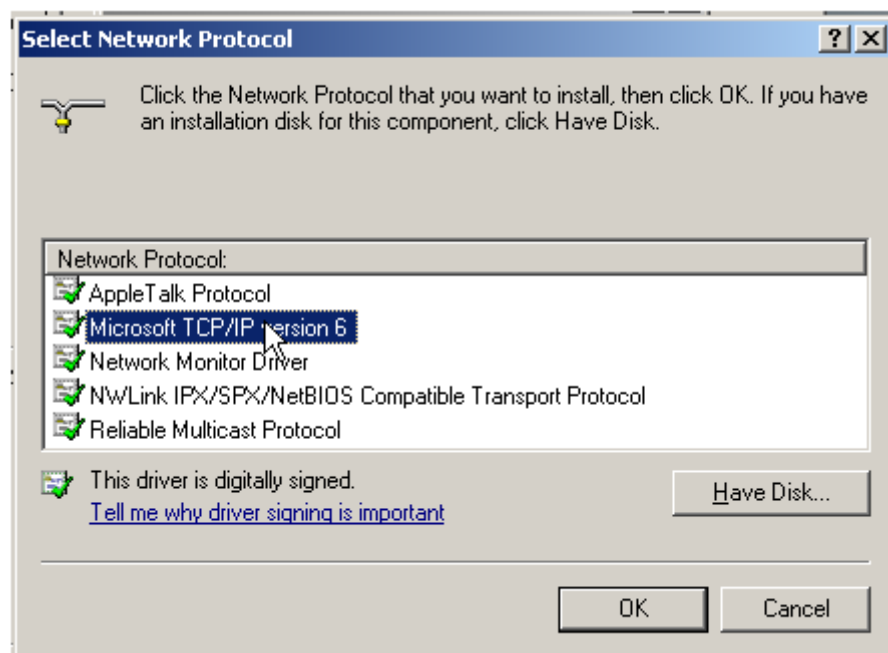 Select Network Protocol
Click the Network Protocol that you want to install, then click OK. If you have
an installation disk for this component, click Have Disk.
Network Protocol:
AppleTalk Protocol
Microsoft TCP/IP version 6
Network Monitor Driver
NWLink IPX/SPX/NetBIOS Compatible Transport Protocol
Reliable Multicast Protocol
This driver is digitally signed.
Tell me why driver signing is important
Have Disk...
OK
Cancel